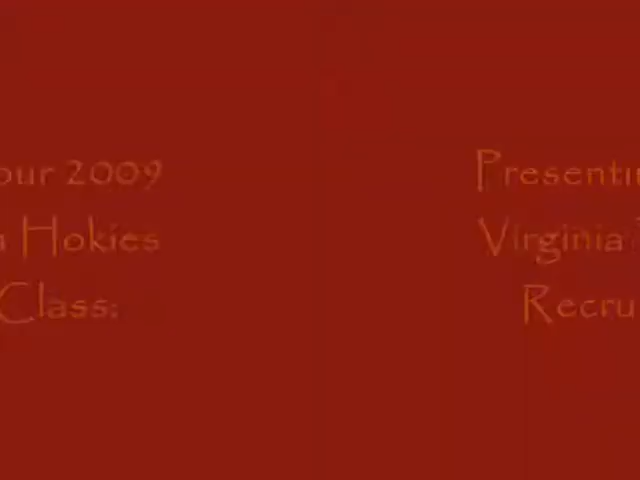 our 2009
Hokies
Class:
Presentin
Virginia
Recru